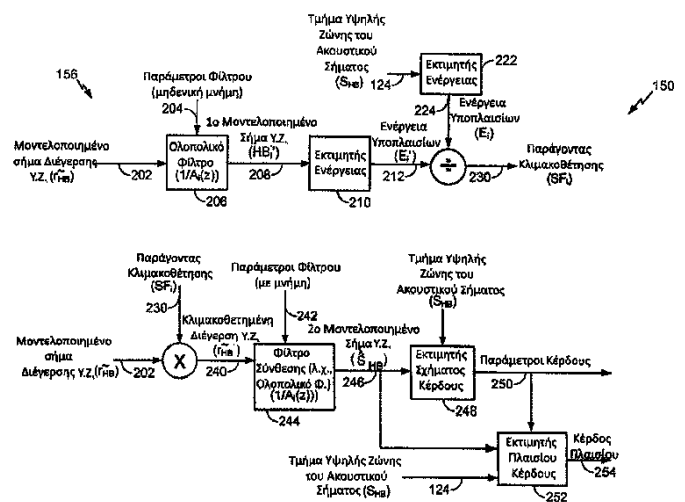 Τμήμα Υψηλής
Ζώνης του
Ακουστικού
Σήματος
(S_HB)
124
Εκτιμητής
Ενέργειας
222
224
Ενέργεια
Υποπλαισίων
(E_i)
150
156
Παράμετροι Φίλτρου
(μηδενική μνήμη)
204
Μοντελοποιημένο
σήμα Διέγερσης
Υ.Ζ. (r̃_HB)
202
Ολοπολικό
Φίλτρο
(1/A_i(z))
206
1ο Μοντελοποιημένο
Σήμα Υ.Ζ.
208
Εκτιμητής
Ενέργειας
210
Ενέργεια
Υποπλαισίων
(E_i')
212
÷
230
Παράγοντας
Κλιμακοθέτησης
(SF_i)
Παράγοντας
Κλιμακοθέτησης
(SF_i)
230
Παράμετροι Φίλτρου
(με μνήμη)
242
Τμήμα Υψηλής
Ζώνης του
Ακουστικού Σήματος
(S_HB)
Μοντελοποιημένο
σήμα
Διέγερσης Υ.Ζ. (r̃_HB)
202
X
Κλιμακοθετημένη
Διέγερση Υ.Ζ.
240
Φίλτρο
Σύνθεσης (λ.χ.,
Ολοπολικό Φ.)
(1/A_i(z)))
244
2ο Μοντελοποιημένο
Σήμα Υ.Ζ.
246
Εκτιμητής
Σχήματος
Κέρδους
248
Παράμετροι Κέρδους
250
Εκτιμητής
Πλαισίου
Κέρδους
252
Κέρδος
Πλαισίου
254
Τμήμα Υψηλής Ζώνης
του Ακουστικού
Σήματος (S_HB)
124